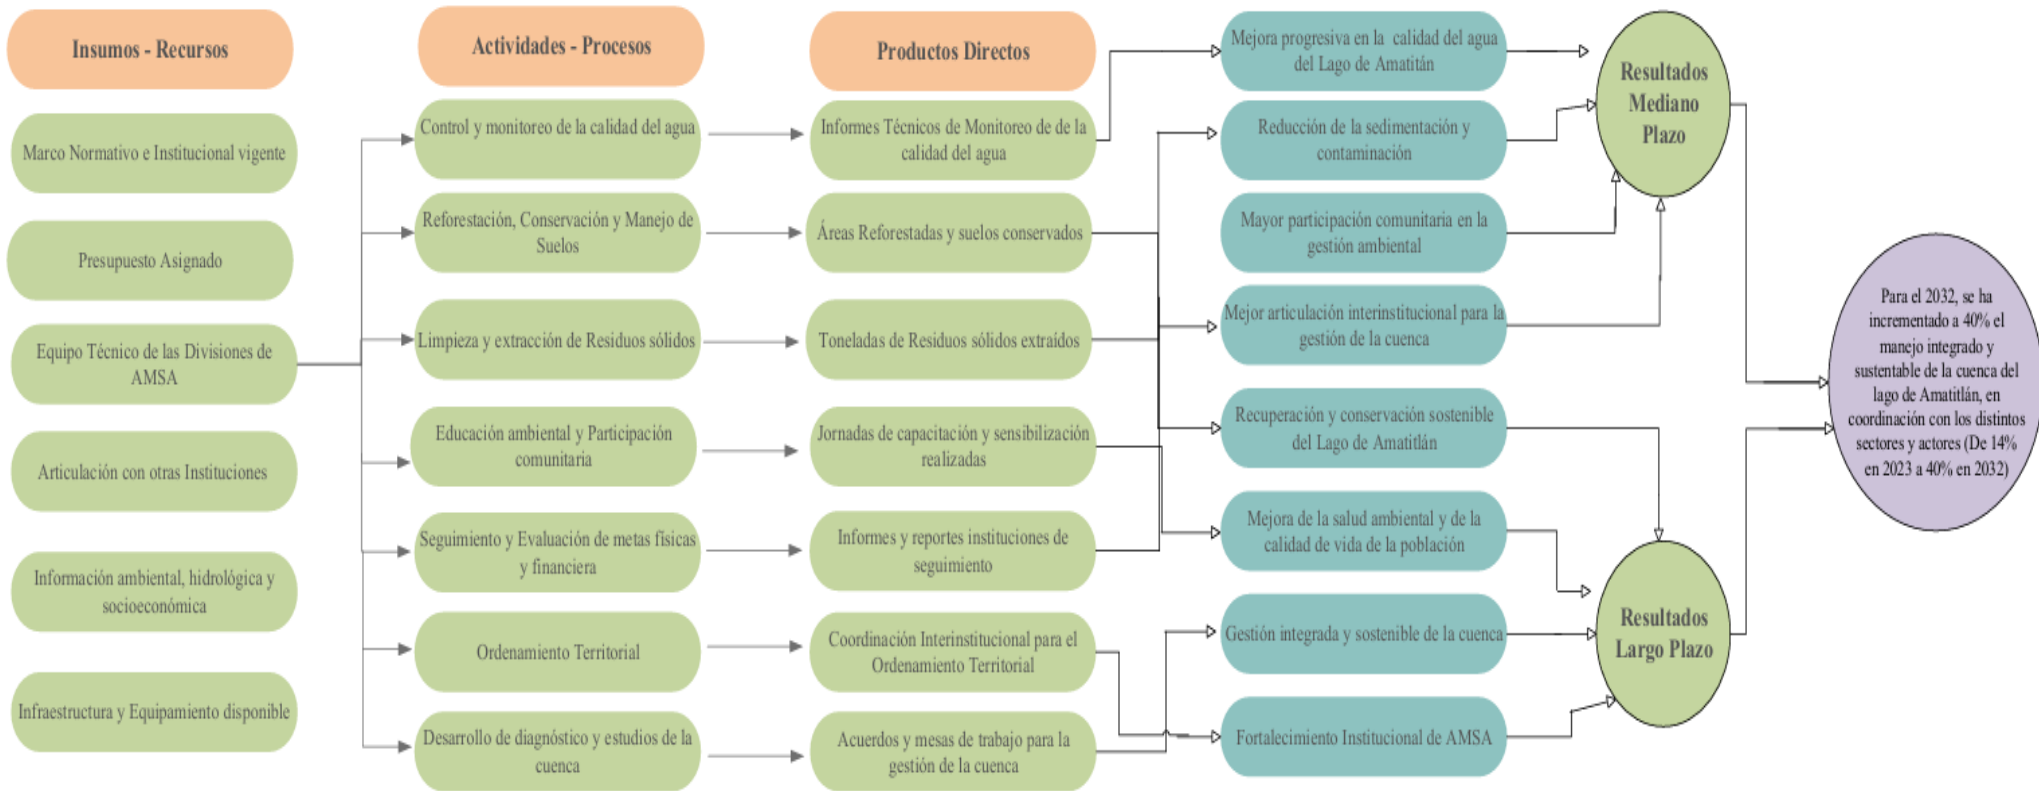 Insumos - Recursos
Marco Normativo e Institucional vigente
Presupuesto Asignado
Equipo Técnico de las Divisiones de
AMSA
Articulación con otras Instituciones
Información ambiental, hidrológica y
socioeconómica
Infraestructura y Equipamiento disponible
Actividades - Procesos
Control y monitoreo de la calidad del agua
Reforestación, Conservación y Manejo de
Suelos
Limpieza y extracción de Residuos sólidos
Educación ambiental y Participación
comunitaria
Seguimiento y Evaluación de metas físicas
y financiera
Ordenamiento Territorial
Desarrollo de diagnóstico y estudios de la
cuenca
Productos Directos
Informes Técnicos de Monitoreo de de la
calidad del agua
Áreas Reforestadas y suelos conservados
Toneladas de Residuos sólidos extraídos
Jornadas de capacitación y sensibilización
realizadas
Informes y reportes instituciones de
seguimiento
Coordinación Interinstitucional para el
Ordenamiento Territorial
Acuerdos y mesas de trabajo para la
gestión de la cuenca
Mejora progresiva en la calidad del agua
del Lago de Amatitán
Reducción de la sedimentación y
contaminación
Mayor participación comunitaria en la
gestión ambiental
Mejor articulación interinstitucional para la
gestión de la cuenca
Recuperación y conservación sostenible
del Lago de Amatitlán
Mejora de la salud ambiental y de la
calidad de vida de la población
Gestión integrada y sostenible de la cuenca
Fortalecimiento Institucional de AMSA
Resultados
Mediano
Plazo
Resultados
Largo Plazo
Para el 2032, se ha
incrementado a 40% el
manejo integrado y
sustentable de la cuenca del
lago de Amatitlán, en
coordinación con los distintos
sectores y actores (De 14%
en 2023 a 40% en 2032)